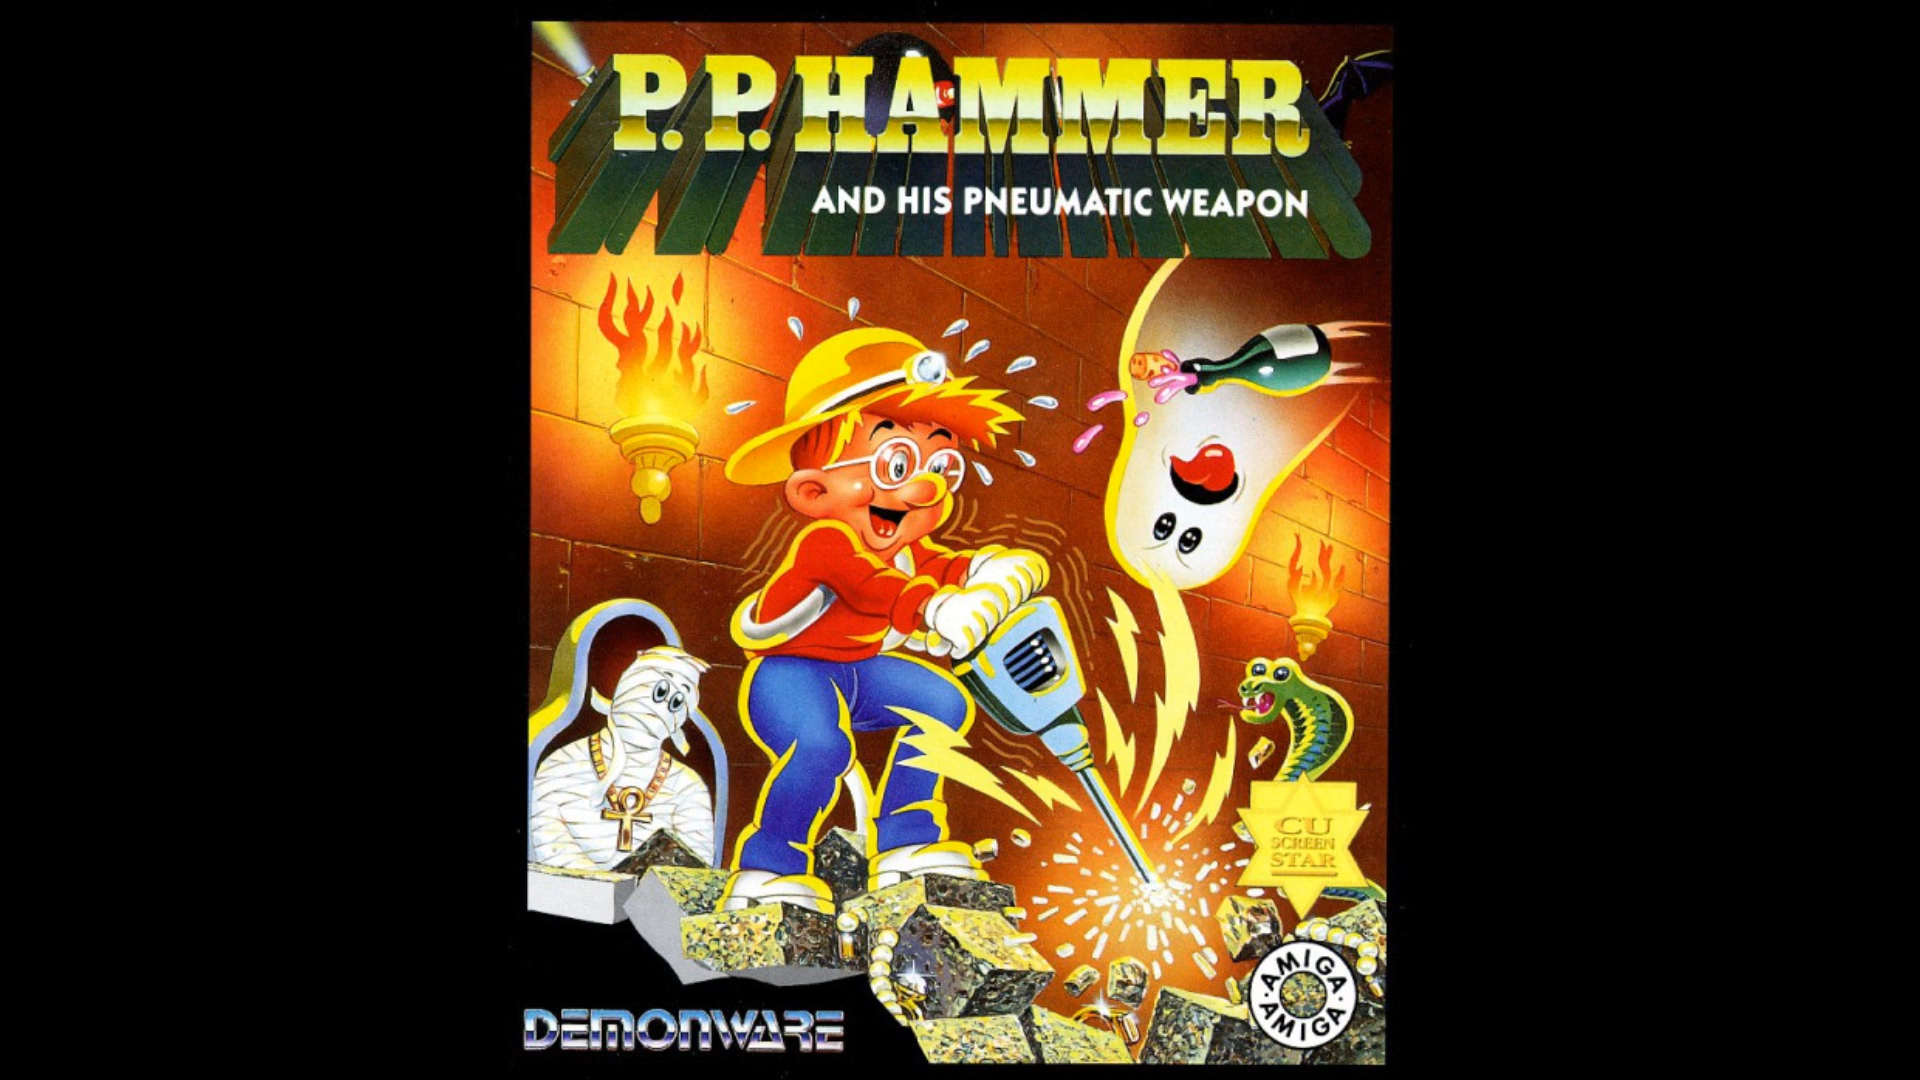 P.P. HAMMER
AND HIS PNEUMATIC WEAPON
CU
SCREEN
STAR
DEMONWARE
·AMIGA·AMIGA